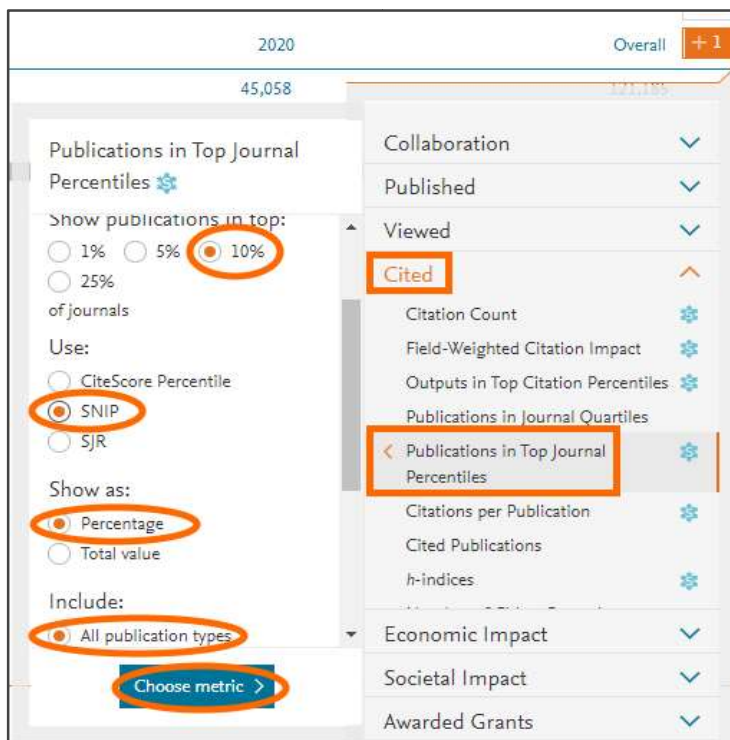 2020 Overall + 1
45,058 121,185
Publications in Top Journal
Percentiles
Show publications in top:
1% 5% 10%
25%
of journals
Use:
CiteScore Percentile
SNIP
SJR
Show as:
Percentage
Total value
Include:
All publication types
Choose metric >
Collaboration
Published
Viewed
Cited
Citation Count
Field-Weighted Citation Impact
Outputs in Top Citation Percentiles
Publications in Journal Quartiles
Publications in Top Journal
Percentiles
Citations per Publication
Cited Publications
h-indices
Economic Impact
Societal Impact
Awarded Grants